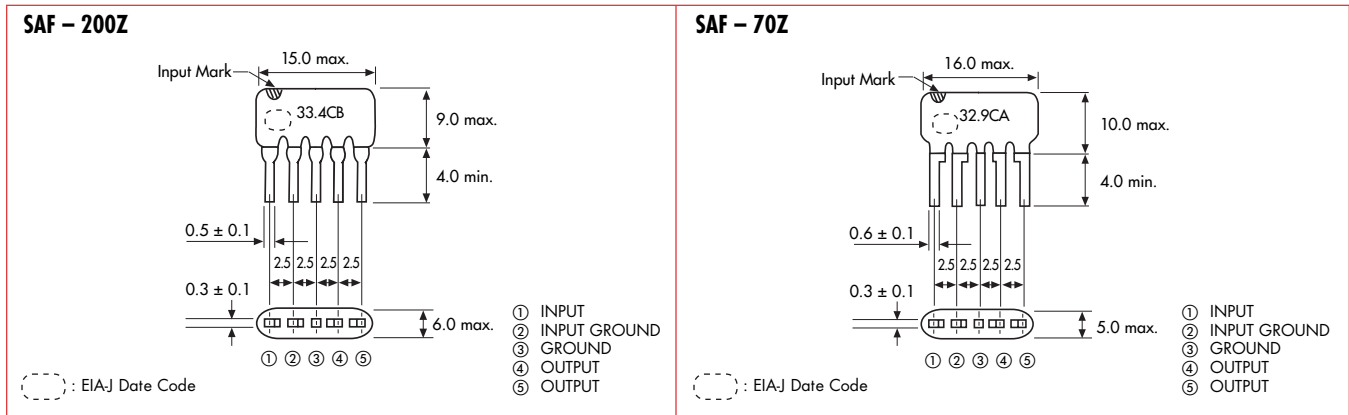 SAF – 200Z
15.0 max.
Input Mark
33.4CB
9.0 max.
4.0 min.
0.5 ± 0.1
2.5 2.5 2.5 2.5
0.3 ± 0.1
6.0 max.
① ② ③ ④ ⑤
① INPUT
② INPUT GROUND
③ GROUND
④ OUTPUT
⑤ OUTPUT
: EIA-J Date Code
SAF – 70Z
16.0 max.
Input Mark
32.9CA
10.0 max.
4.0 min.
0.6 ± 0.1
2.5 2.5 2.5 2.5
0.3 ± 0.1
5.0 max.
① ② ③ ④ ⑤
① INPUT
② INPUT GROUND
③ GROUND
④ OUTPUT
⑤ OUTPUT
: EIA-J Date Code